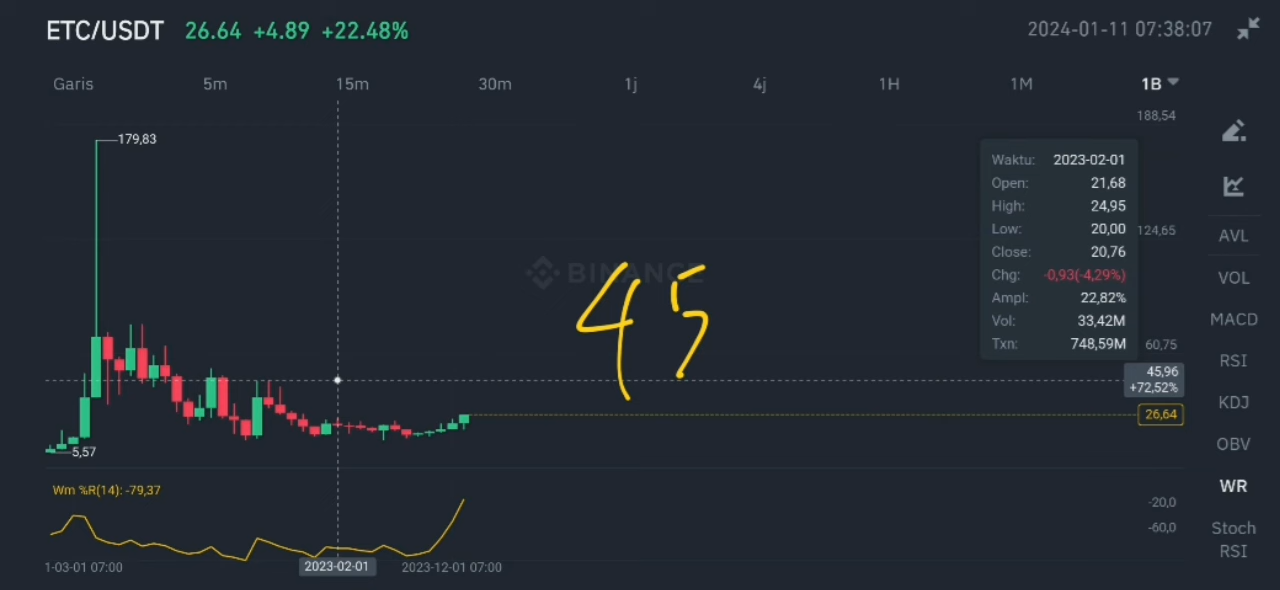 ETC/USDT 26.64 +4.89 +22.48% 2024-01-11 07:38:07
Garis 5m 15m 30m 1j 4j 1H 1M 1B
188,54
179,83
Waktu: 2023-02-01
Open: 21,68
High: 24,95
Low: 20,00
Close: 20,76
Chg: -0,93(-4,29%)
Ampl: 22,82%
Vol: 33,42M
Txn: 748,59M
124,65
BINANCE
45
60,75
45,96
+72,52%
26,64
5,57
Wm %R(14): -79,37
-20,0
-60,0
1-03-01 07:00 2023-02-01 2023-12-01 07:00
AVL
VOL
MACD
RSI
KDJ
OBV
WR
Stoch
RSI